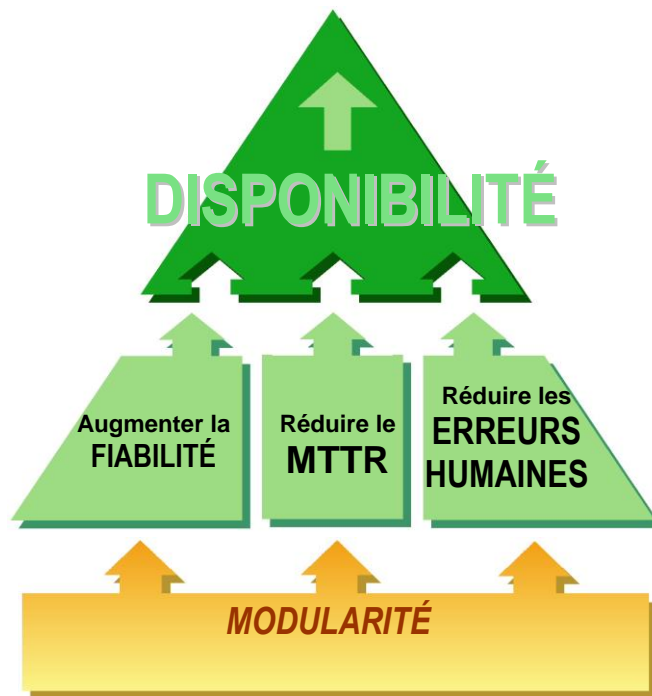 DISPONIBILITÉ
Augmenter la
FIABILITÉ
Réduire le
MTTR
Réduire les
ERREURS
HUMAINES
MODULARITÉ